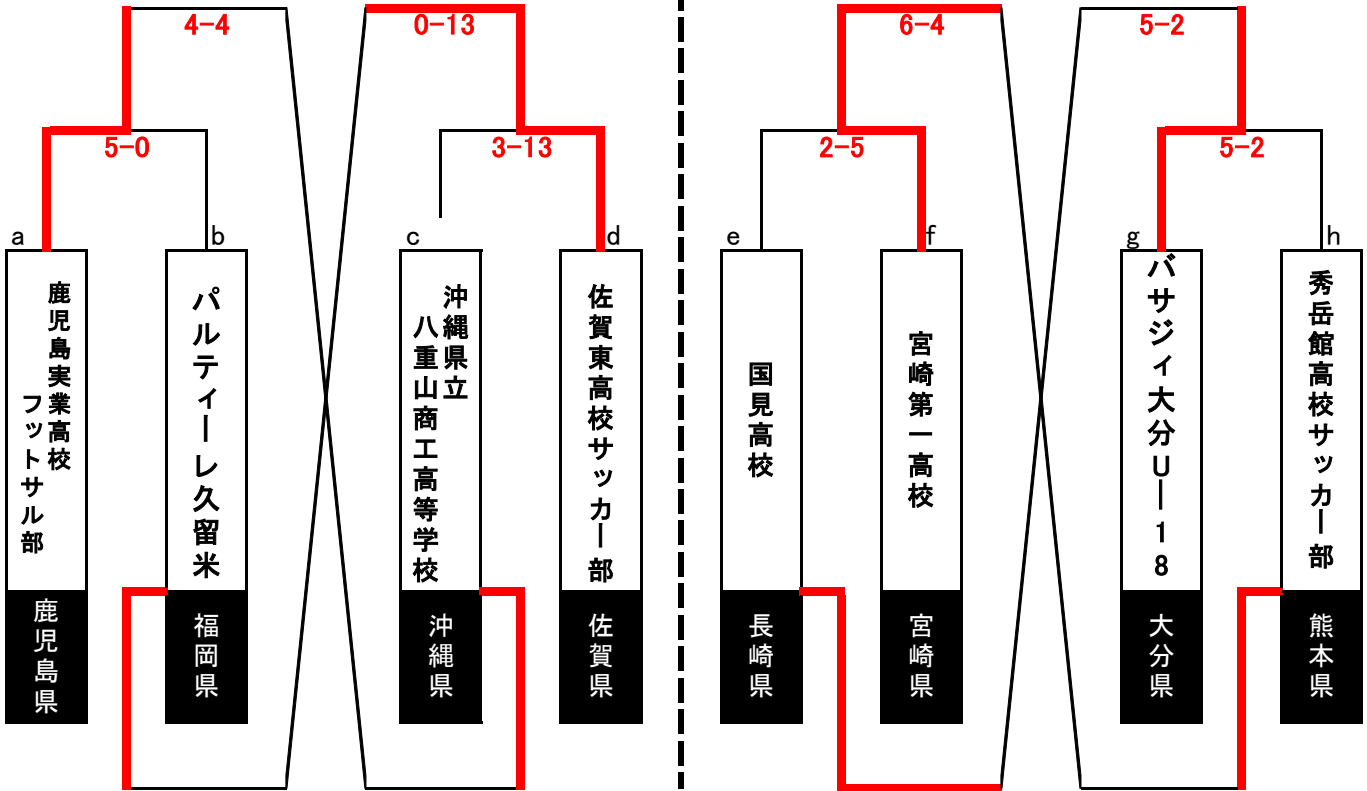 4-4
0-13
6-4
5-2
5-0
3-13
2-5
5-2
a
b
c
d
e
f
g
h
鹿児島実業高校
フットサル部
パルティーレ久留米
沖縄県立
八重山商工高等学校
佐賀東高校サッカー部
国見高校
宮崎第一高校
バサジィ大分U－18
秀岳館高校サッカー部
鹿児島県
福岡県
沖縄県
佐賀県
長崎県
宮崎県
大分県
熊本県